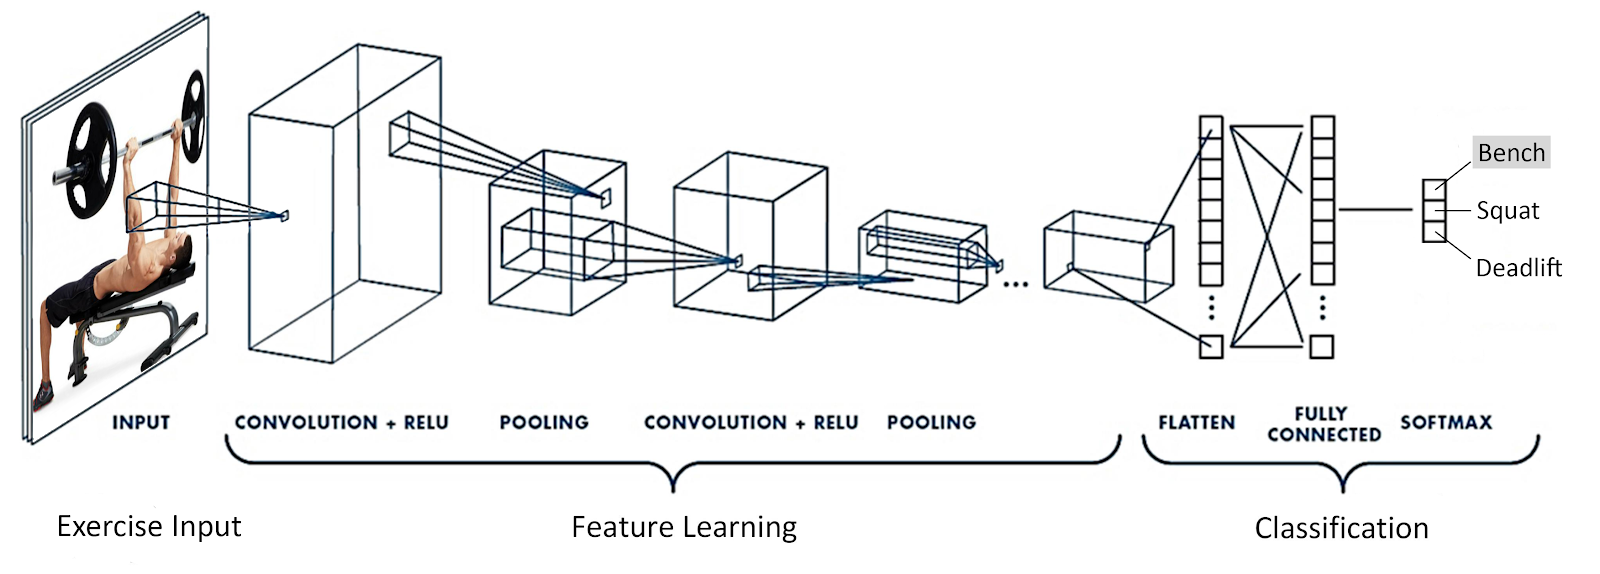 Bench
Squat
Deadlift
INPUT
CONVOLUTION + RELU
POOLING
CONVOLUTION + RELU
POOLING
...
FLATTEN
FULLY
CONNECTED
SOFTMAX
Exercise Input
Feature Learning
Classification